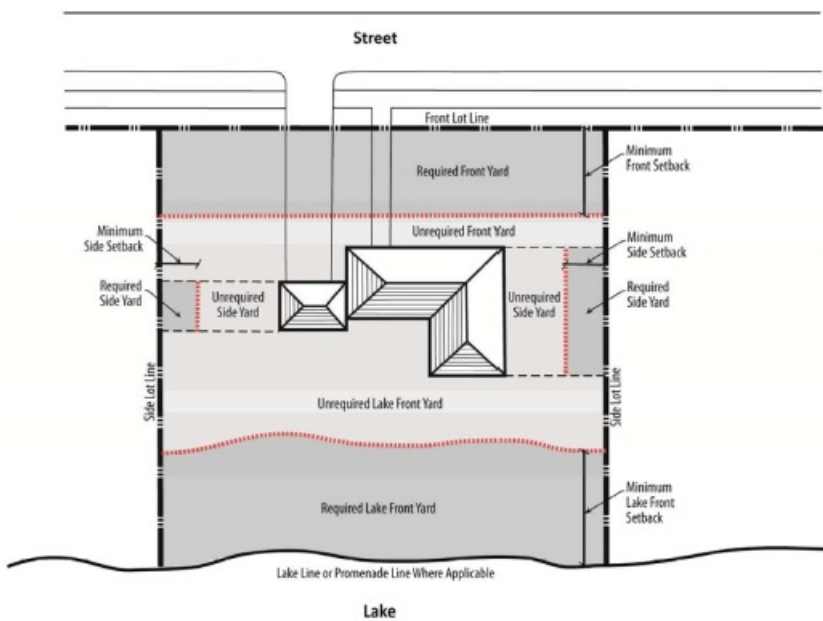 Street
Front Lot Line
Required Front Yard
Minimum
Front Setback
Unrequired Front Yard
Minimum
Side Setback
Minimum
Side Setback
Required
Side Yard
Unrequired
Side Yard
Unrequired
Side Yard
Required
Side Yard
Side Lot Line
Side Lot Line
Unrequired Lake Front Yard
Required Lake Front Yard
Minimum
Lake Front
Setback
Lake Line or Promenade Line Where Applicable
Lake